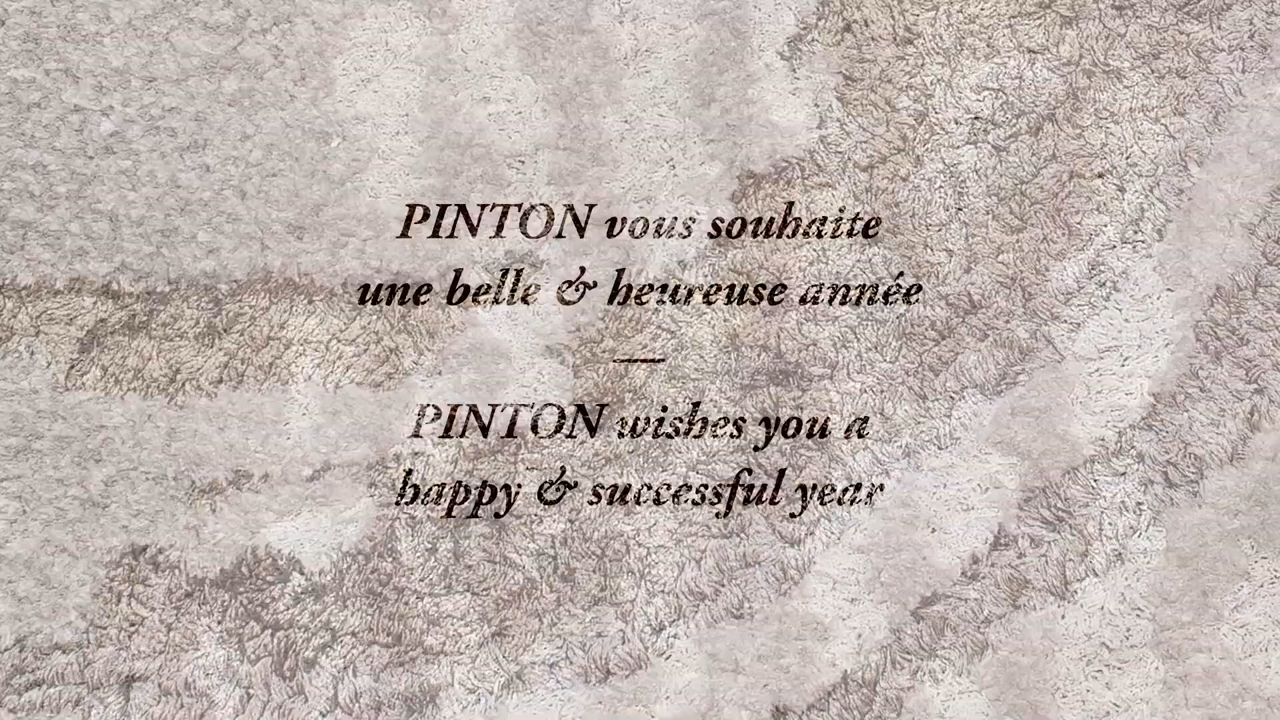 PINTON vous souhaite
une belle & heureuse année
—
PINTON wishes you a
happy & successful year